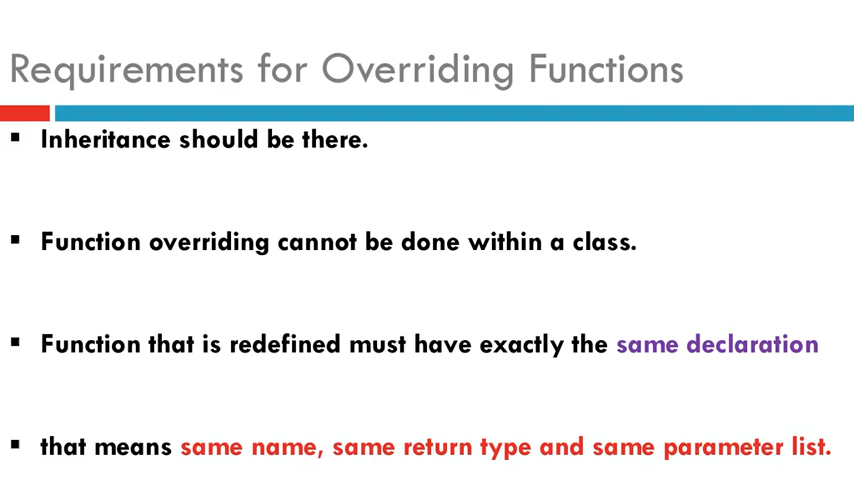 Requirements for Overriding Functions
▪ Inheritance should be there.
▪ Function overriding cannot be done within a class.
▪ Function that is redefined must have exactly the same declaration
▪ that means same name, same return type and same parameter list.